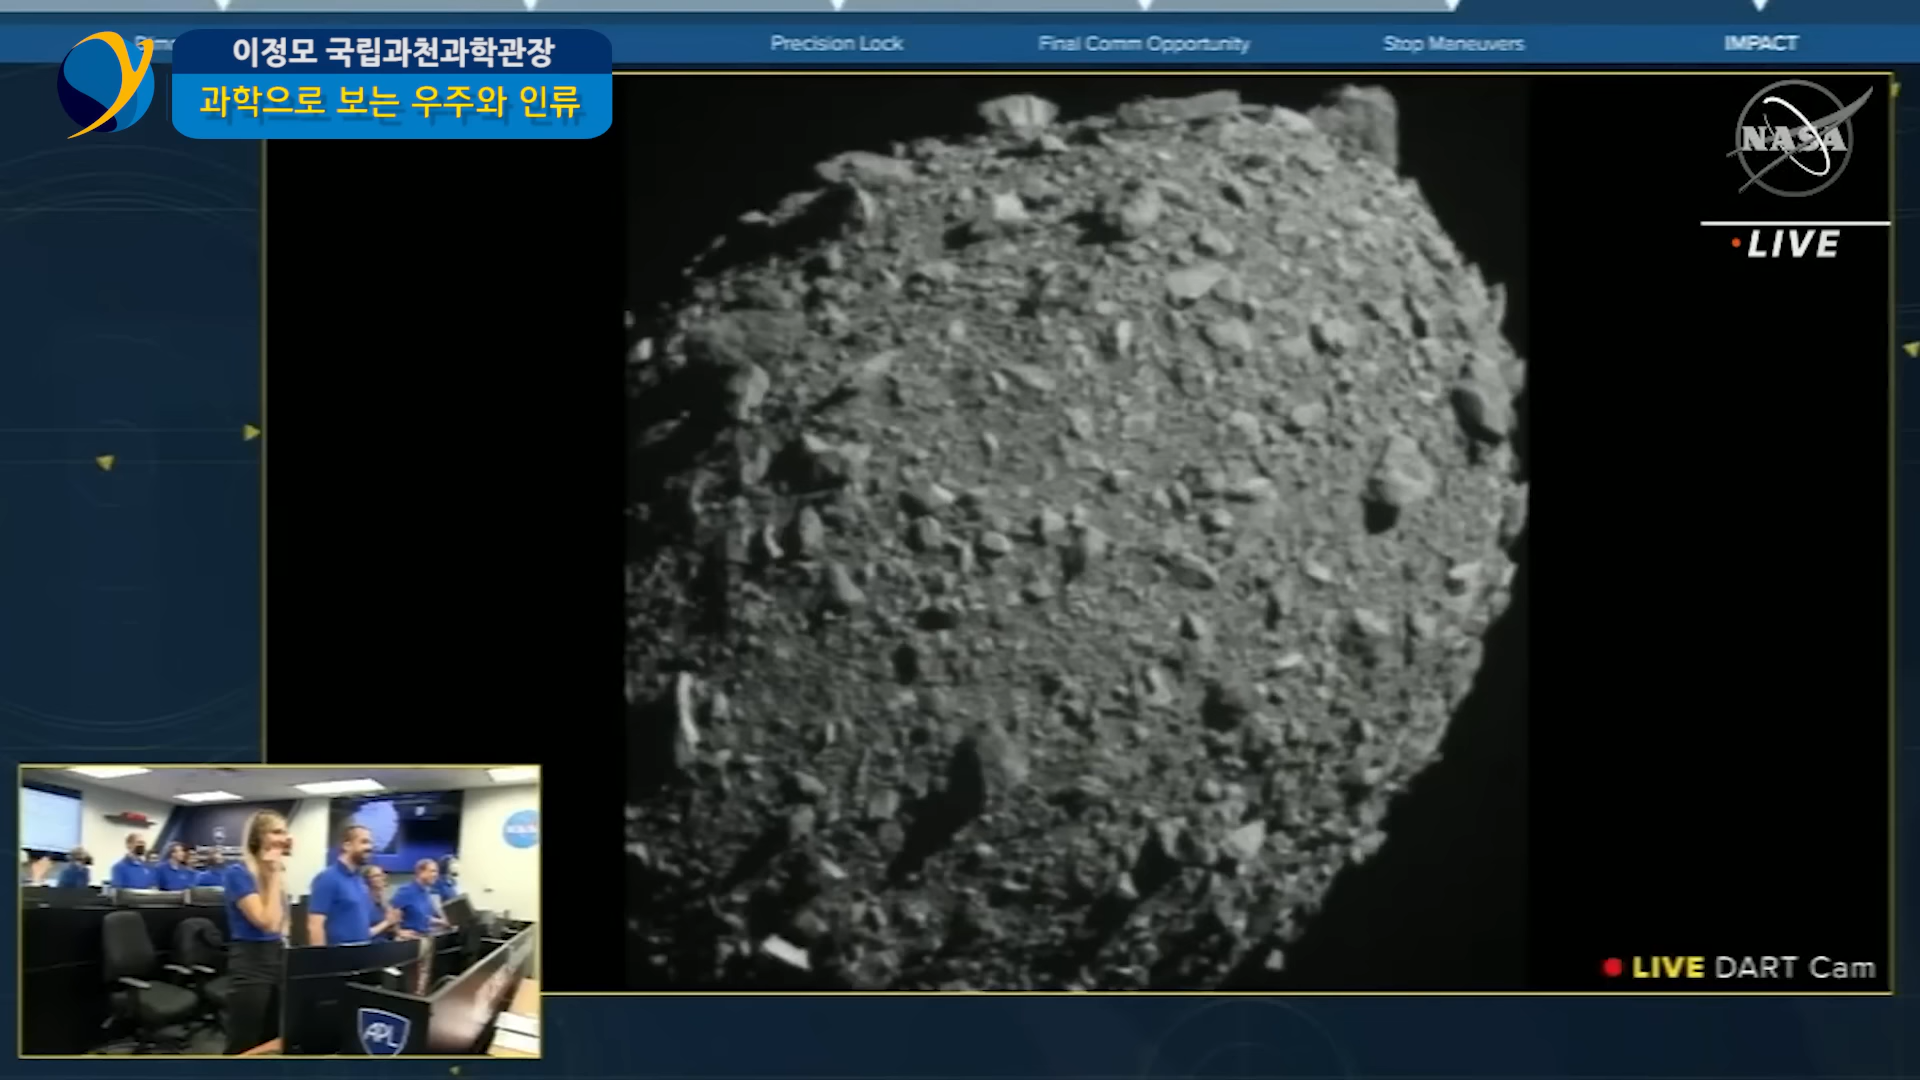 이정모 국립과천과학관장
과학으로 보는 우주와 인류
Precision Lock
Final Comm Opportunity
Stop Maneuvers
IMPACT
NASA
LIVE
LIVE DART Cam
APL